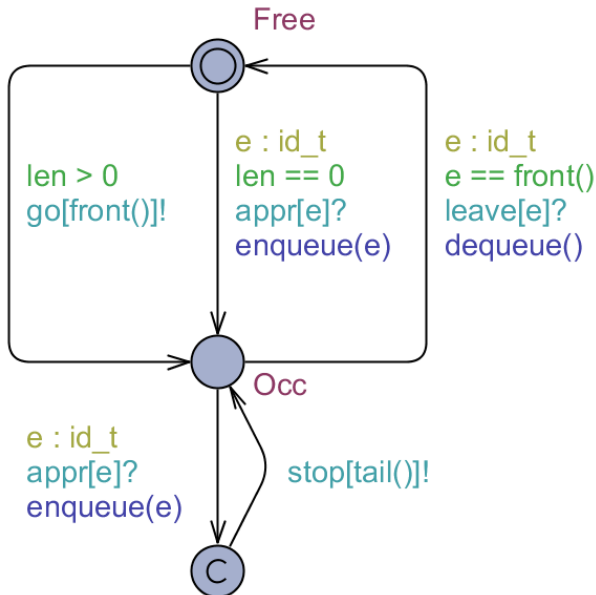 Free
len > 0
go[front()]!
e : id_t
len == 0
appr[e]?
enqueue(e)
e : id_t
e == front()
leave[e]?
dequeue()
Occ
e : id_t
appr[e]?
enqueue(e)
stop[tail()]!
C